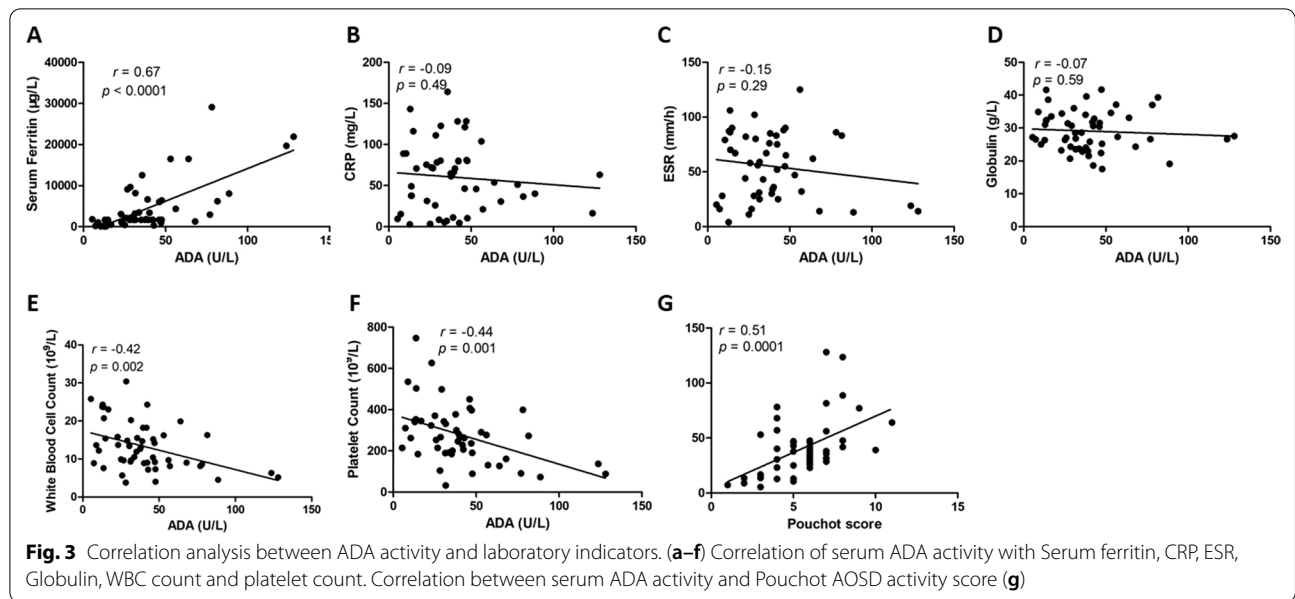 A
r = 0.67
p < 0.0001
Serum Ferritin (µg/L)
40000
30000
20000
10000
0
0 50 100 15
ADA (U/L)
B
r = -0.09
p = 0.49
CRP (mg/L)
200
150
100
50
0
0 50 100 150
ADA (U/L)
C
r = -0.15
p = 0.29
ESR (mm/h)
150
100
50
0
0 50 100 150
ADA (U/L)
D
r = -0.07
p = 0.59
Globulin (g/L)
40
30
20
10
0
0 50 100 150
ADA (U/L)
E
r = -0.42
p = 0.002
White Blood Cell Count (10⁹/L)
40
30
20
10
0
0 50 100 150
ADA (U/L)
F
r = -0.44
p = 0.001
Platelet Count (10⁹/L)
800
600
400
200
0
0 50 100 150
ADA (U/L)
G
r = 0.51
p = 0.0001
150
100
50
0
0 5 10 15
Pouchot score
Fig. 3 Correlation analysis between ADA activity and laboratory indicators. (a–f) Correlation of serum ADA activity with Serum ferritin, CRP, ESR,
Globulin, WBC count and platelet count. Correlation between serum ADA activity and Pouchot AOSD activity score (g)